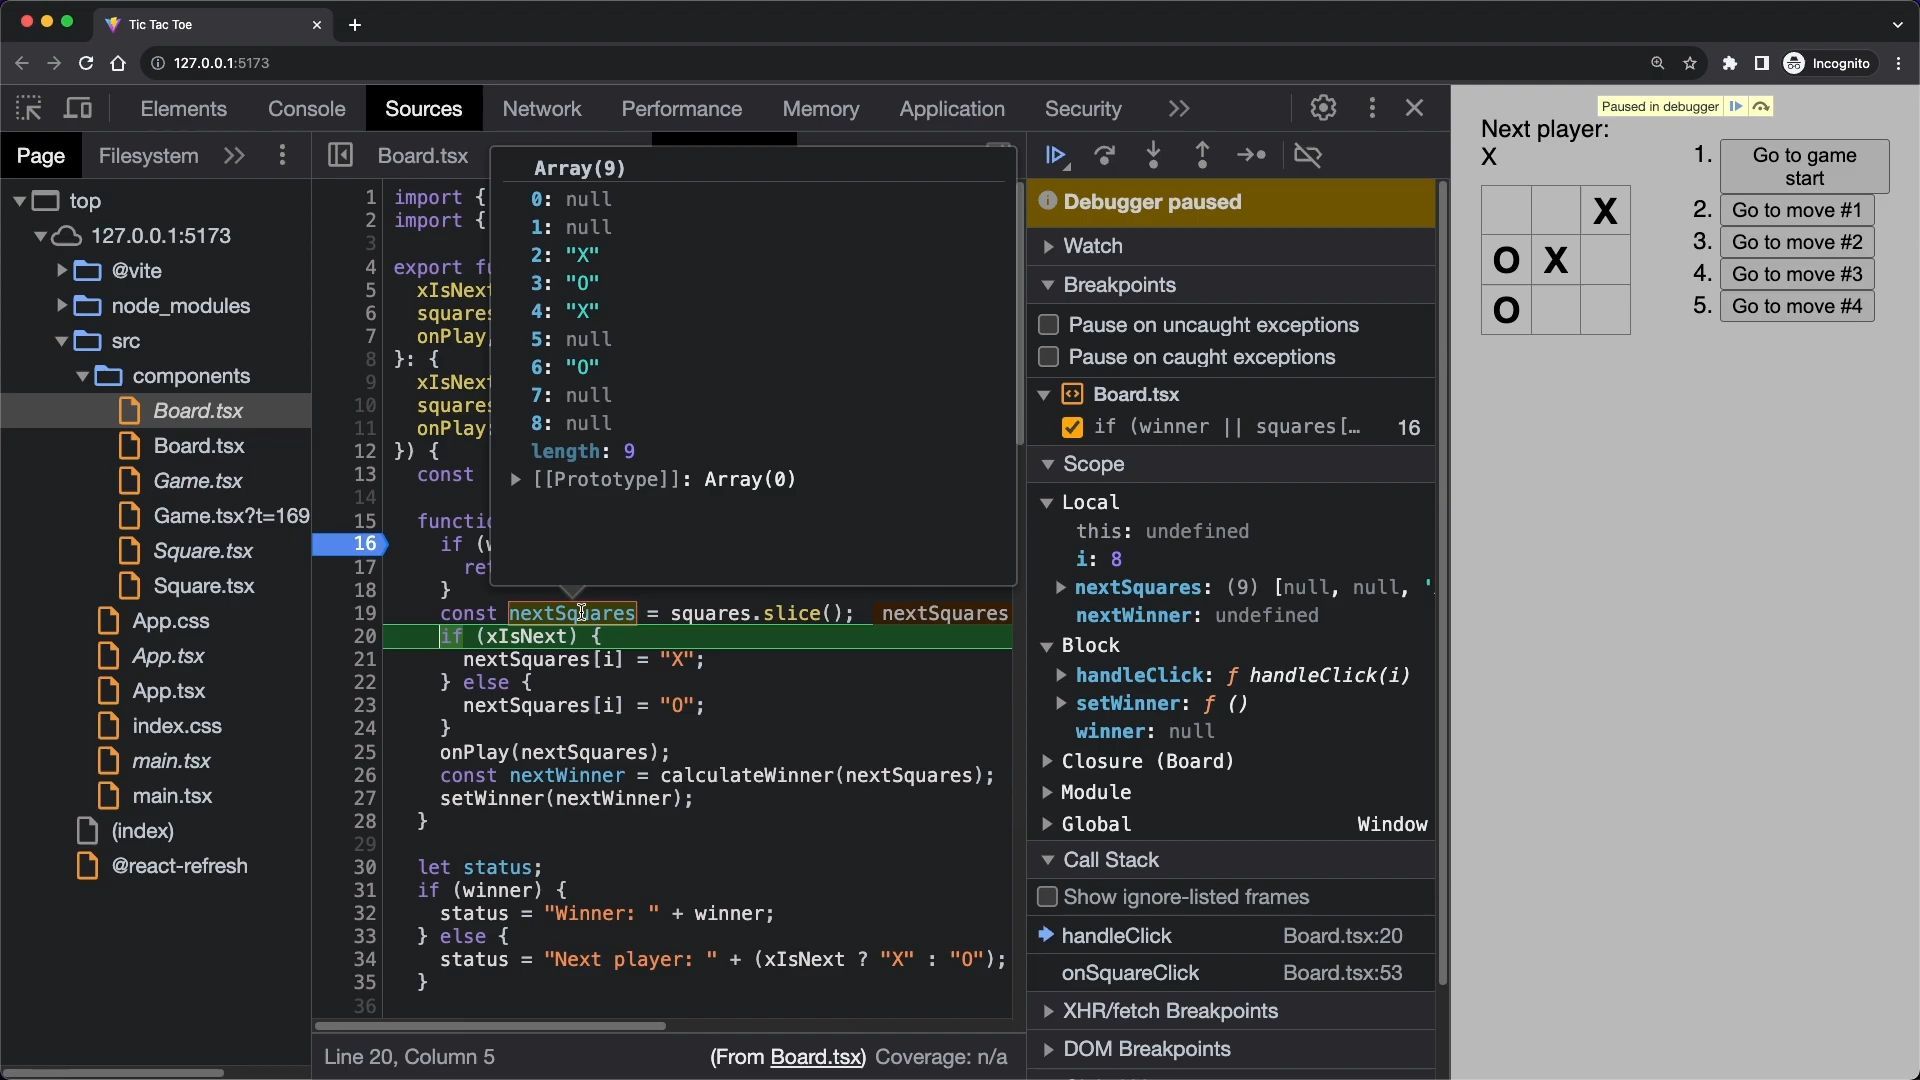 Tic Tac Toe
127.0.0.1:5173
Incognito
Elements Console Sources Network Performance Memory Application Security
Page Filesystem
top
127.0.0.1:5173
@vite
node_modules
src
components
Board.tsx
Board.tsx
Game.tsx
Game.tsx?t=169
Square.tsx
Square.tsx
App.css
App.tsx
App.tsx
index.css
main.tsx
main.tsx
(index)
@react-refresh
Board.tsx
1 import {
2 import {
3
4 export fu
5 xIsNext
6 squares
7 onPlay,
8 }: {
9 xIsNext
10 squares
11 onPlay:
12 }) {
13 const
14
15 functio
16 if (w
17 ret
18 }
19 const nextSquares = squares.slice(); nextSquares
20 if (xIsNext) {
21 nextSquares[i] = "X";
22 } else {
23 nextSquares[i] = "O";
24 }
25 onPlay(nextSquares);
26 const nextWinner = calculateWinner(nextSquares);
27 setWinner(nextWinner);
28 }
29
30 let status;
31 if (winner) {
32 status = "Winner: " + winner;
33 } else {
34 status = "Next player: " + (xIsNext ? "X" : "O");
35 }
36
Array(9)
0: null
1: null
2: "X"
3: "O"
4: "X"
5: null
6: "O"
7: null
8: null
length: 9
[[Prototype]]: Array(0)
Line 20, Column 5
(From Board.tsx) Coverage: n/a
Debugger paused
Watch
Breakpoints
Pause on uncaught exceptions
Pause on caught exceptions
Board.tsx
if (winner || squares[… 16
Scope
Local
this: undefined
i: 8
nextSquares: (9) [null, null, '
nextWinner: undefined
Block
handleClick: ƒ handleClick(i)
setWinner: ƒ ()
winner: null
Closure (Board)
Module
Global Window
Call Stack
Show ignore-listed frames
handleClick Board.tsx:20
onSquareClick Board.tsx:53
XHR/fetch Breakpoints
DOM Breakpoints
Paused in debugger
Next player:
X
X
O X
O
1. Go to game
start
2. Go to move #1
3. Go to move #2
4. Go to move #3
5. Go to move #4